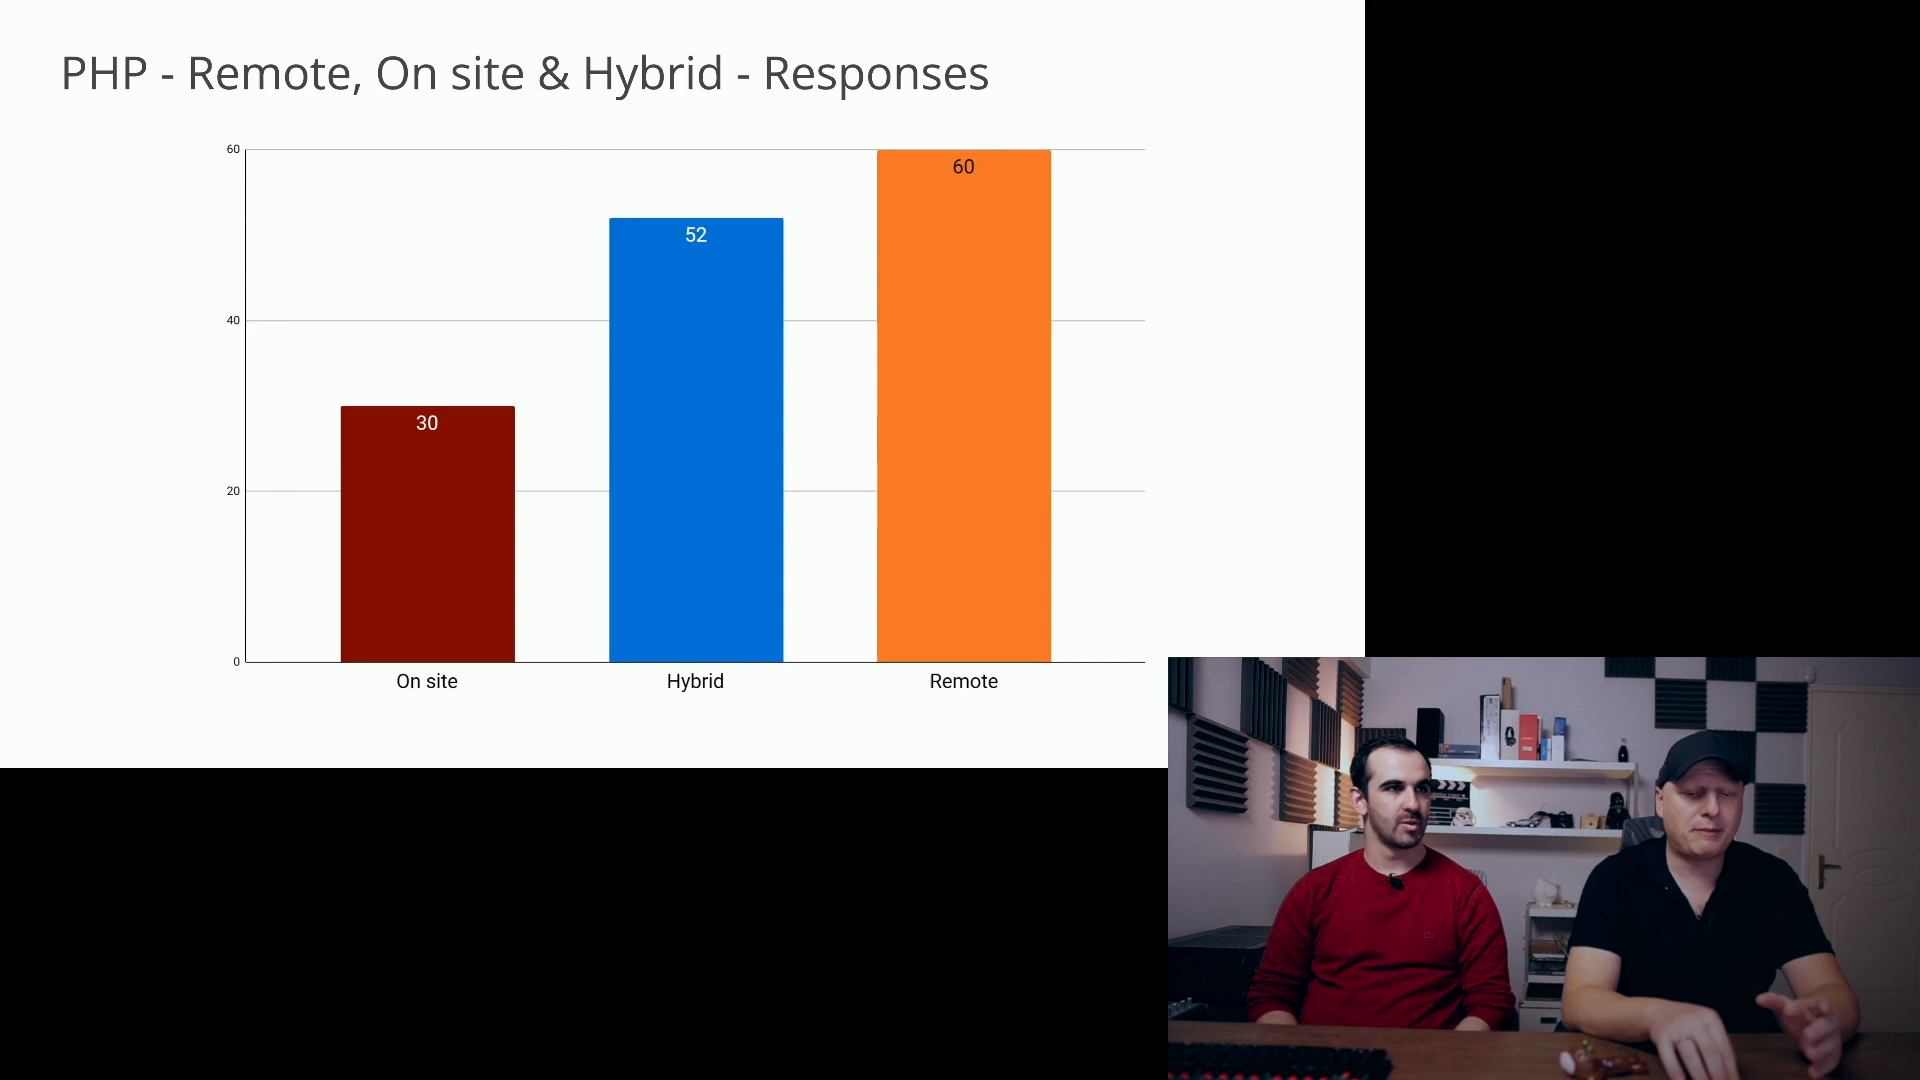 PHP - Remote, On site & Hybrid - Responses
60
40
20
0
30
52
60
On site
Hybrid
Remote